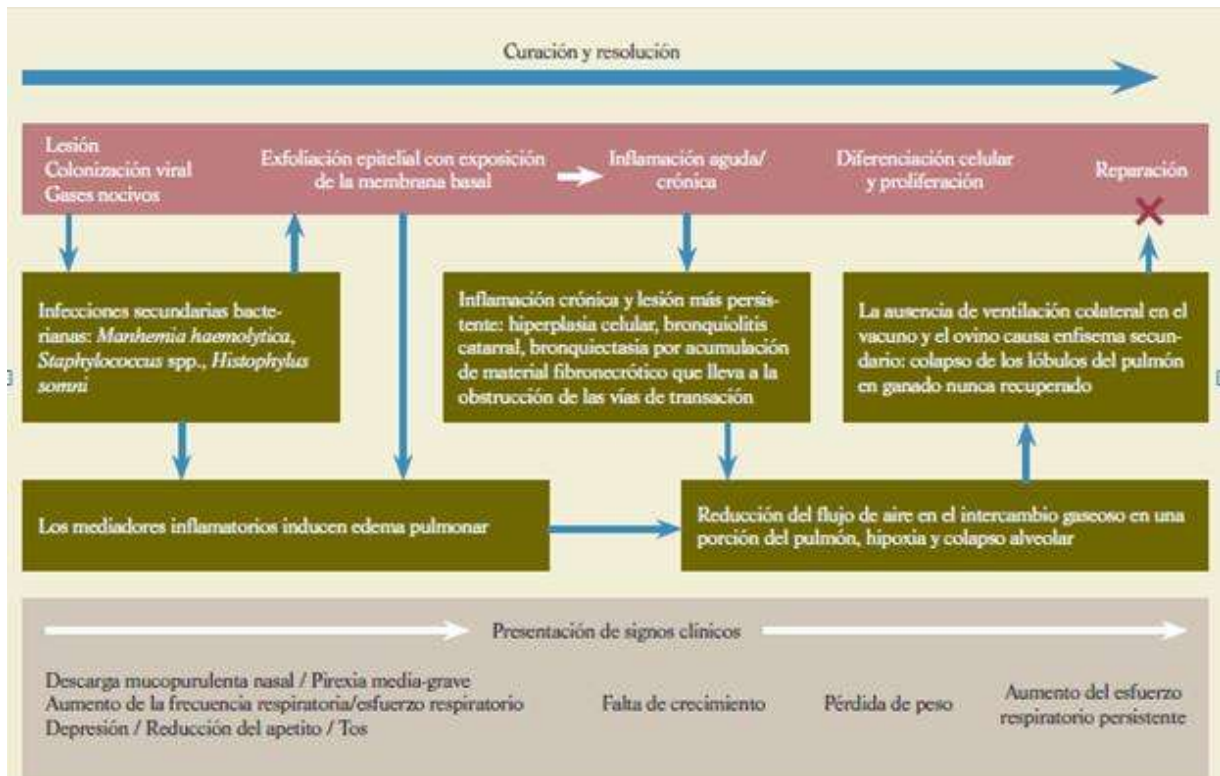 Curación y resolución
Lesión
Colonización viral
Gases nocivos
Exfoliación epitelial con exposición
de la membrana basal
Inflamación aguda/
crónica
Diferenciación celular
y proliferación
Reparación
Infecciones secundarias bacte-
rianas: Manhemia haemolytica,
Staphylococcus spp., Histophylus
somni
Inflamación crónica y lesión más persis-
tente: hiperplasia celular, bronquiolitis
catarral, bronquiectasia por acumulación
de material fibronecrótico que lleva a la
obstrucción de las vías de transación
La ausencia de ventilación colateral en el
vacuno y el ovino causa enfisema secun-
dario: colapso de los lóbulos del pulmón
en ganado nunca recuperado
Los mediadores inflamatorios inducen edema pulmonar
Reducción del flujo de aire en el intercambio gaseoso en una
porción del pulmón, hipoxia y colapso alveolar
Presentación de signos clínicos
Descarga mucopurulenta nasal / Pirexia media-grave
Aumento de la frecuencia respiratoria/esfuerzo respiratorio
Depresión / Reducción del apetito / Tos
Falta de crecimiento
Pérdida de peso
Aumento del esfuerzo
respiratorio persistente